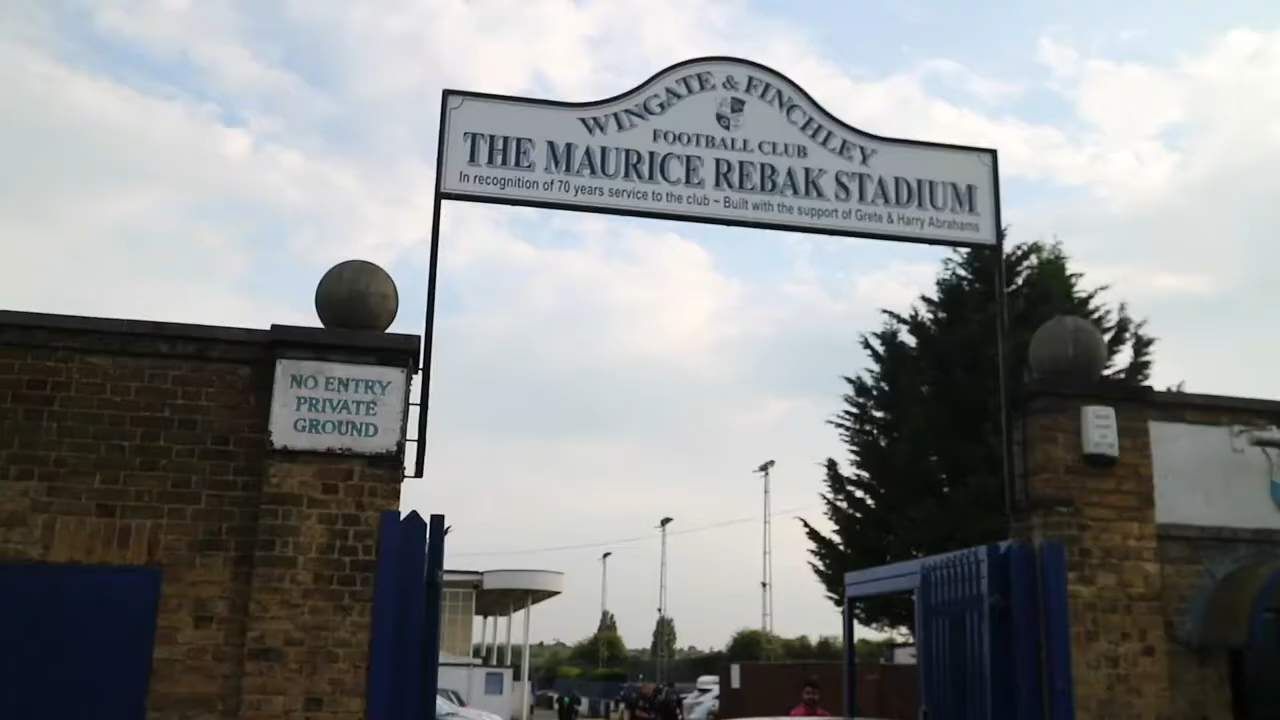 WINGATE & FINCHLEY
FOOTBALL CLUB
THE MAURICE REBAK STADIUM
In recognition of 70 years service to the club ~ Built with the support of Grete & Harry Abrahams
NO ENTRY
PRIVATE
GROUND